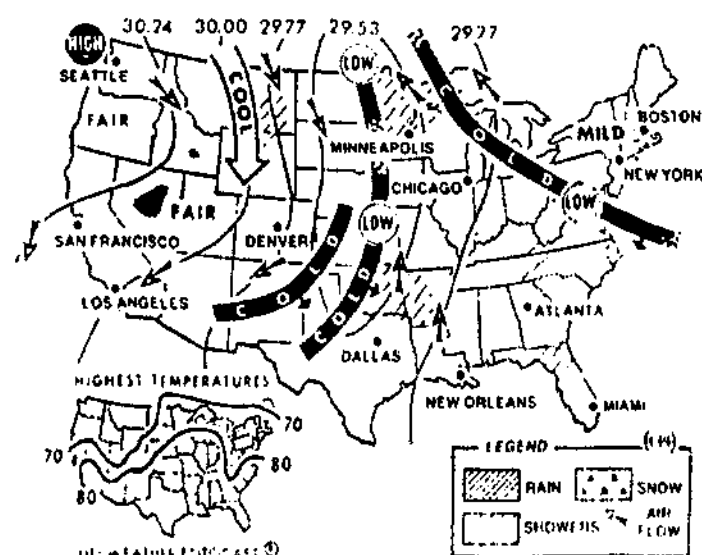 30.24 30.00 29.77 29.53 29.77
HIGH
SEATTLE
COOL
LOW
COLD
FAIR
MINNEAPOLIS
MILD
BOSTON
NEW YORK
CHICAGO
LOW
FAIR
LOW
SAN FRANCISCO
DENVER
COLD
COLD
LOS ANGELES
ATLANTA
DALLAS
HIGHEST TEMPERATURES
NEW ORLEANS
MIAMI
70 70
80 80
LEGEND
RAIN SNOW
SHOWERS AIR
FLOW